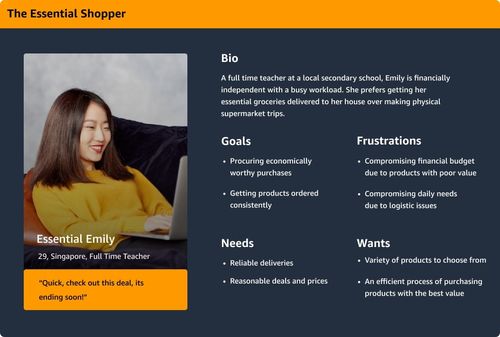 The Essential Shopper
Essential Emily
29, Singapore, Full Time Teacher
“Quick, check out this deal, its
ending soon!”
Bio
A full time teacher at a local secondary school, Emily is financially
independent with a busy workload. She prefers getting her
essential groceries delivered to her house over making physical
supermarket trips.
Goals
• Procuring economically
worthy purchases
• Getting products ordered
consistently
Frustrations
• Compromising financial budget
due to products with poor value
• Compromising daily needs
due to logistic issues
Needs
• Reliable deliveries
• Reasonable deals and prices
Wants
• Variety of products to choose from
• An efficient process of purchasing
products with the best value